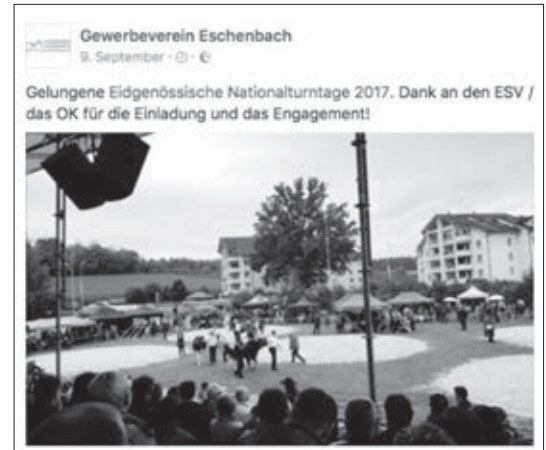 Gewerbeverein Eschenbach
9. September
Gelungene Eidgenössische Nationalturntage 2017. Dank an den ESV /
das OK für die Einladung und das Engagement!